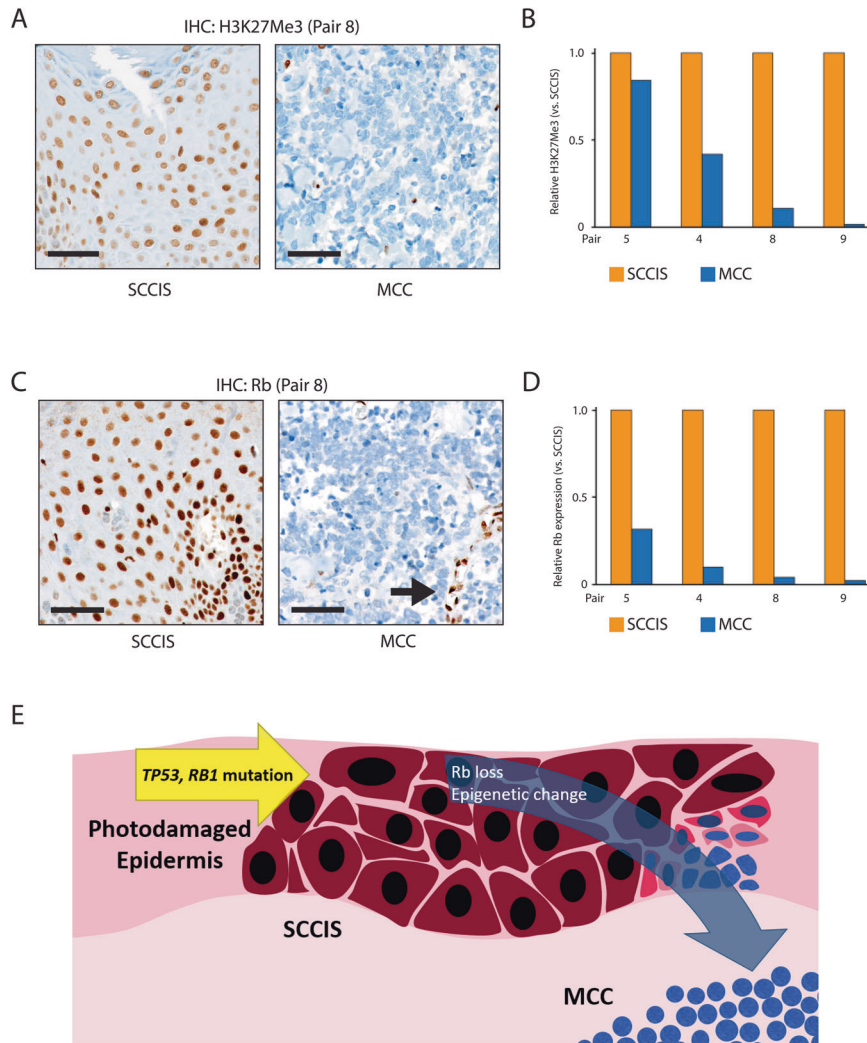 A
IHC: H3K27Me3 (Pair 8)
SCCIS
MCC
B
Relative H3K27Me3 (vs. SCCIS)
1.0
0.5
0
Pair 5 4 8 9
SCCIS MCC
C
IHC: Rb (Pair 8)
SCCIS
MCC
D
Relative Rb expression (vs. SCCIS)
1.0
0.5
0
Pair 5 4 8 9
SCCIS MCC
E
TP53, RB1 mutation
Rb loss
Epigenetic change
Photodamaged
Epidermis
SCCIS
MCC